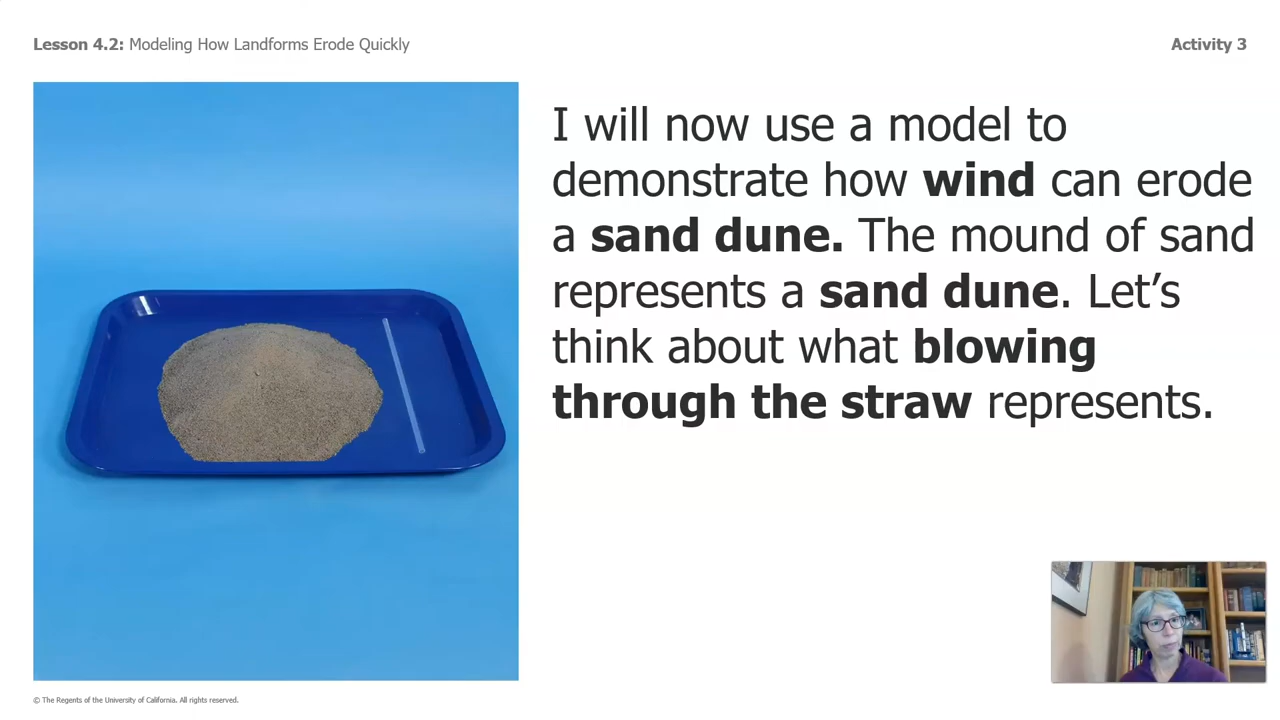 Lesson 4.2: Modeling How Landforms Erode Quickly
Activity 3
I will now use a model to
demonstrate how wind can erode
a sand dune. The mound of sand
represents a sand dune. Let’s
think about what blowing
through the straw represents.
© The Regents of the University of California. All rights reserved.